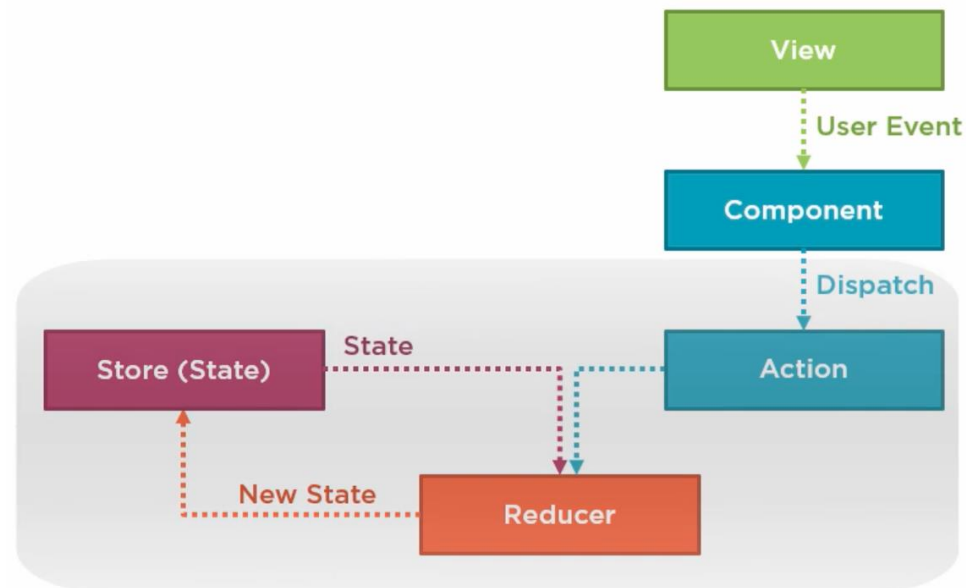 View
User Event
Component
Dispatch
Store (State)
State
Action
New State
Reducer